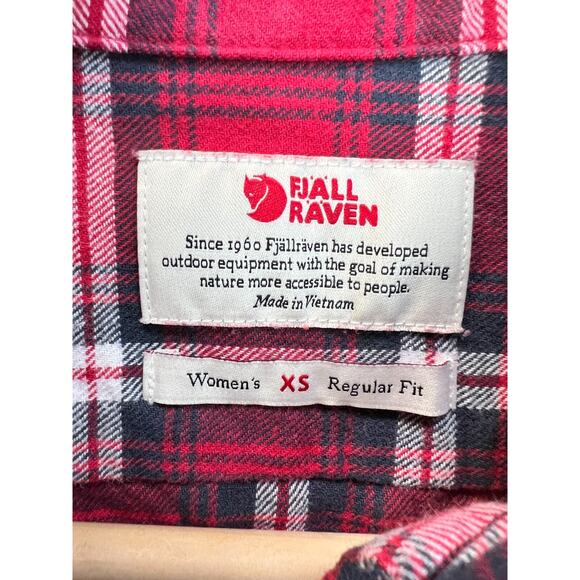 FJÄLL
RÄVEN
Since 1960 Fjällräven has developed
outdoor equipment with the goal of making
nature more accessible to people.
Made in Vietnam
Women's XS Regular Fit